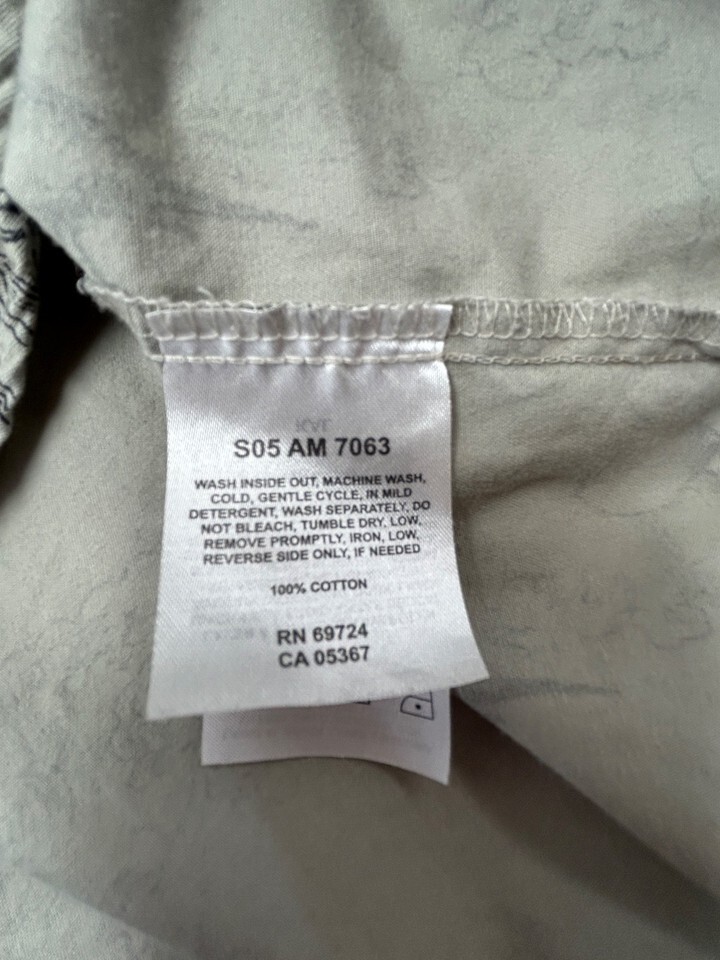 S05 AM 7063
WASH INSIDE OUT, MACHINE WASH,
COLD, GENTLE CYCLE, IN MILD
DETERGENT, WASH SEPARATELY, DO
NOT BLEACH, TUMBLE DRY, LOW,
REMOVE PROMPTLY, IRON, LOW,
REVERSE SIDE ONLY, IF NEEDED
100% COTTON
RN 69724
CA 05367